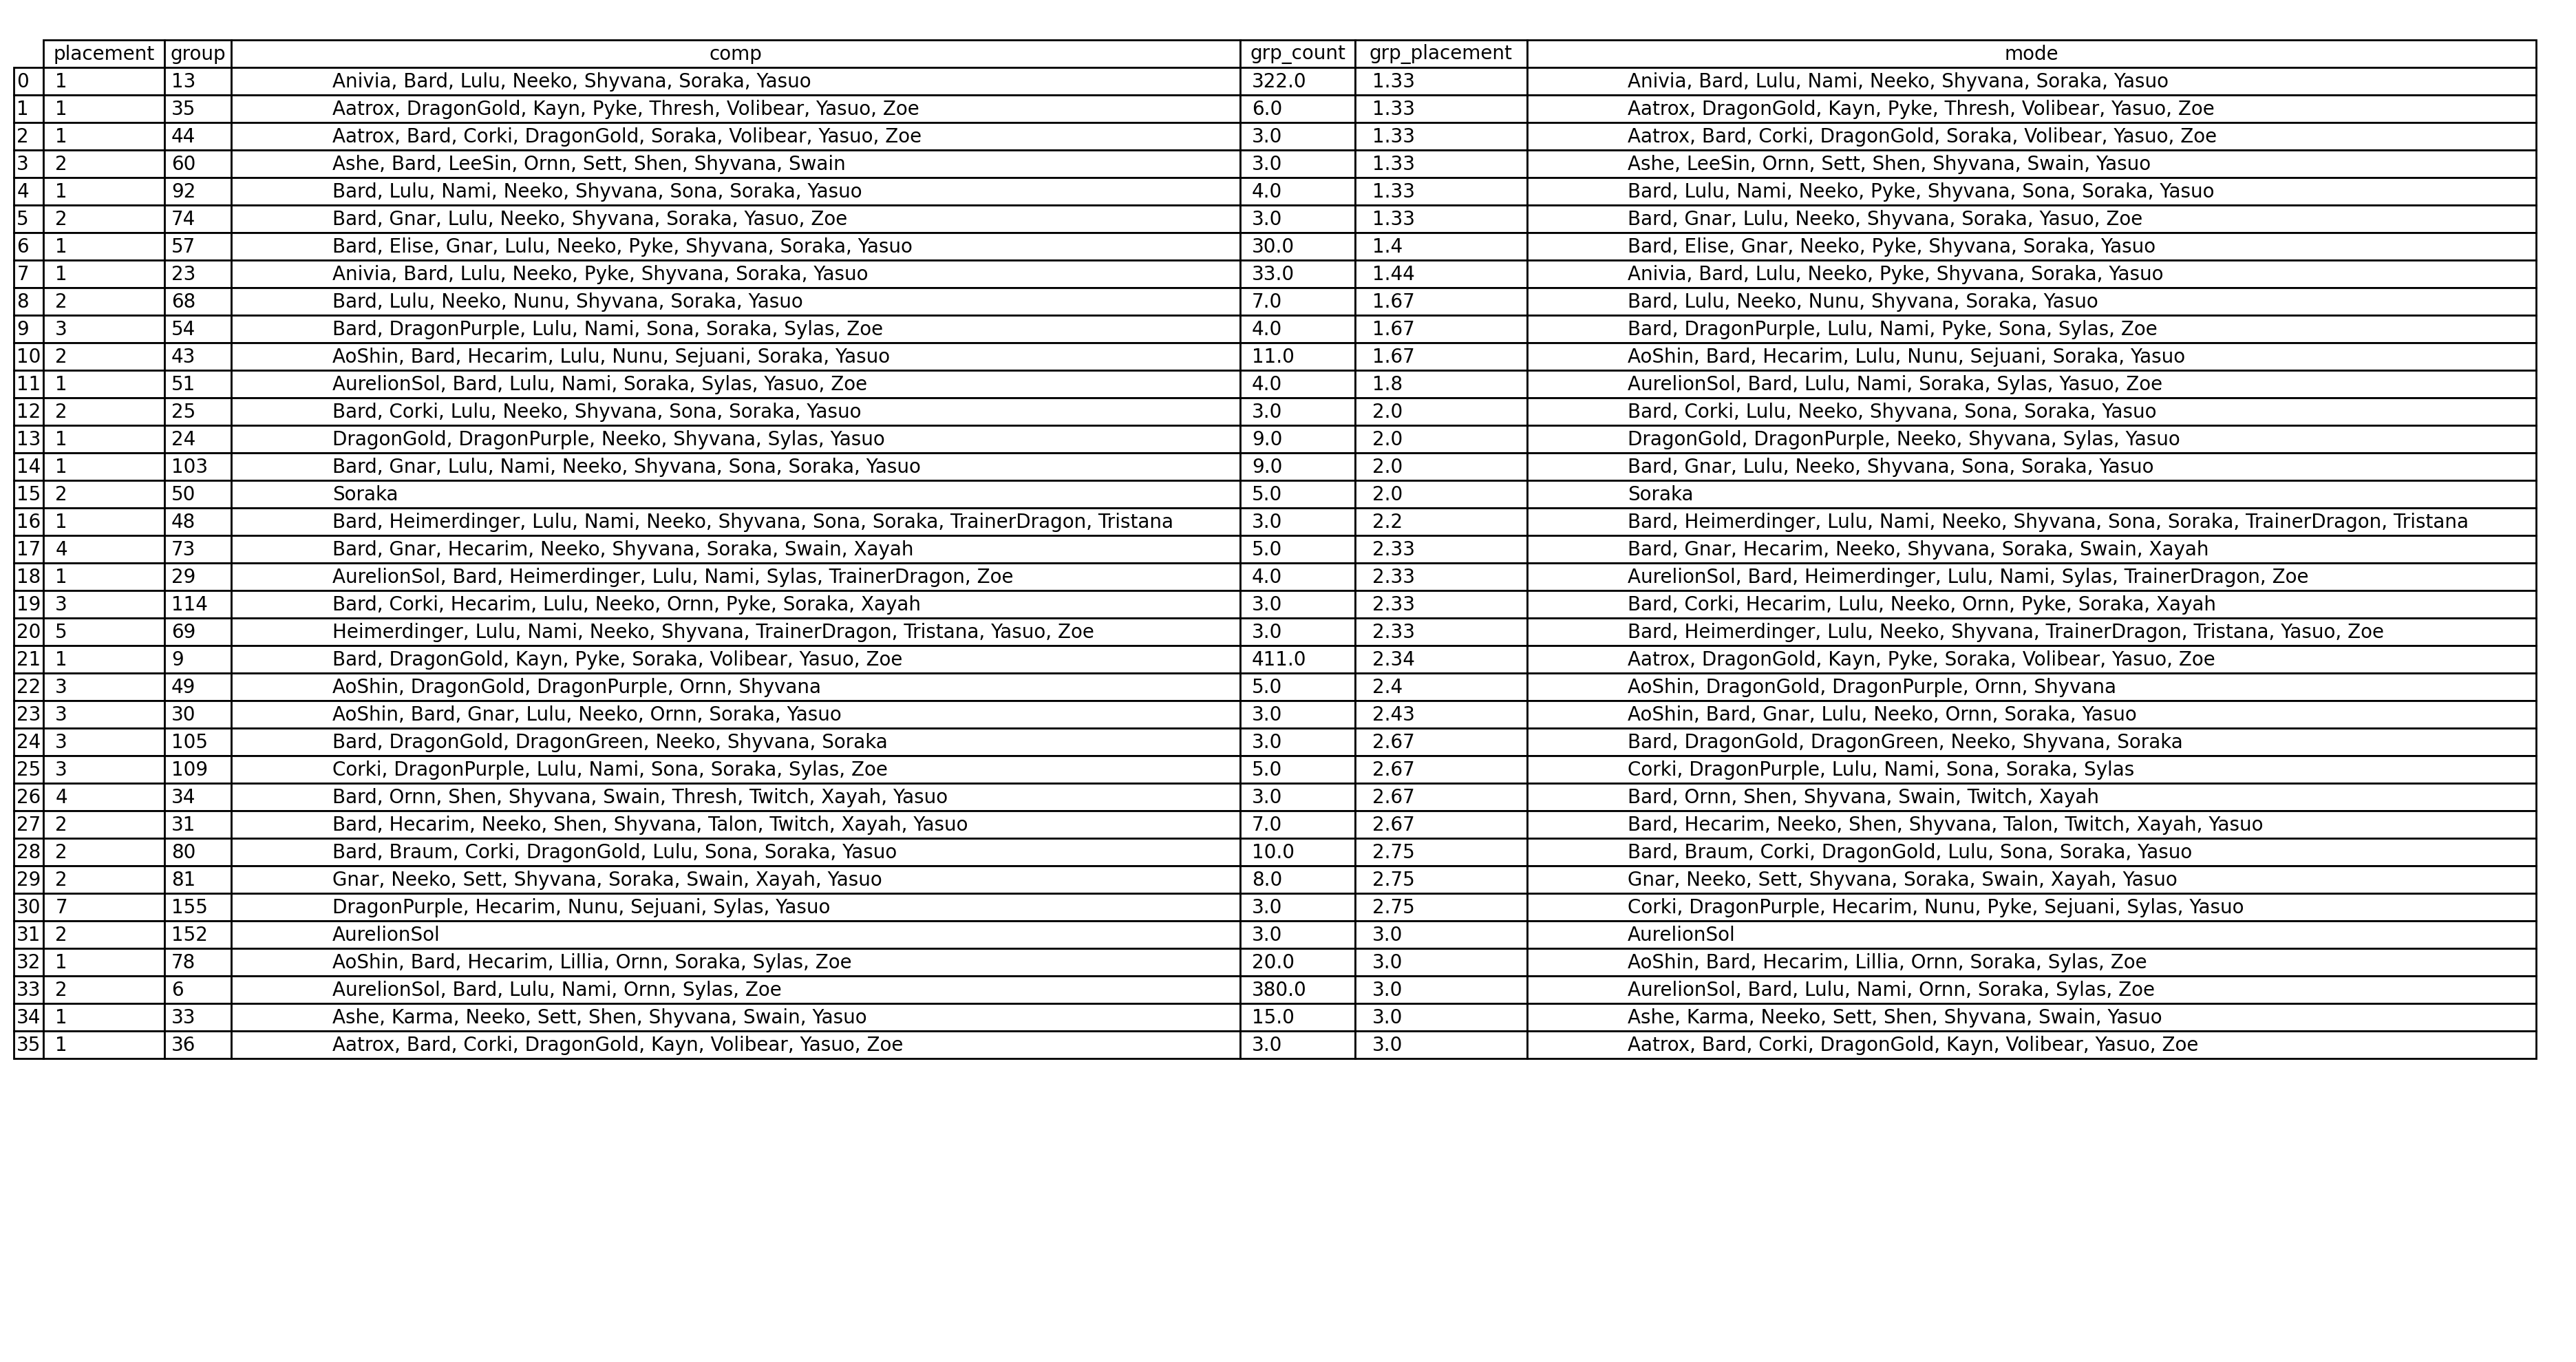 placement group comp grp_count grp_placement mode
0 1 13 Anivia, Bard, Lulu, Neeko, Shyvana, Soraka, Yasuo 322.0 1.33 Anivia, Bard, Lulu, Nami, Neeko, Shyvana, Soraka, Yasuo
1 1 35 Aatrox, DragonGold, Kayn, Pyke, Thresh, Volibear, Yasuo, Zoe 6.0 1.33 Aatrox, DragonGold, Kayn, Pyke, Thresh, Volibear, Yasuo, Zoe
2 1 44 Aatrox, Bard, Corki, DragonGold, Soraka, Volibear, Yasuo, Zoe 3.0 1.33 Aatrox, Bard, Corki, DragonGold, Soraka, Volibear, Yasuo, Zoe
3 2 60 Ashe, Bard, LeeSin, Ornn, Sett, Shen, Shyvana, Swain 3.0 1.33 Ashe, LeeSin, Ornn, Sett, Shen, Shyvana, Swain, Yasuo
4 1 92 Bard, Lulu, Nami, Neeko, Shyvana, Sona, Soraka, Yasuo 4.0 1.33 Bard, Lulu, Nami, Neeko, Pyke, Shyvana, Sona, Soraka, Yasuo
5 2 74 Bard, Gnar, Lulu, Neeko, Shyvana, Soraka, Yasuo, Zoe 3.0 1.33 Bard, Gnar, Lulu, Neeko, Shyvana, Soraka, Yasuo, Zoe
6 1 57 Bard, Elise, Gnar, Lulu, Neeko, Pyke, Shyvana, Soraka, Yasuo 30.0 1.4 Bard, Elise, Gnar, Neeko, Pyke, Shyvana, Soraka, Yasuo
7 1 23 Anivia, Bard, Lulu, Neeko, Pyke, Shyvana, Soraka, Yasuo 33.0 1.44 Anivia, Bard, Lulu, Neeko, Pyke, Shyvana, Soraka, Yasuo
8 2 68 Bard, Lulu, Neeko, Nunu, Shyvana, Soraka, Yasuo 7.0 1.67 Bard, Lulu, Neeko, Nunu, Shyvana, Soraka, Yasuo
9 3 54 Bard, DragonPurple, Lulu, Nami, Sona, Soraka, Sylas, Zoe 4.0 1.67 Bard, DragonPurple, Lulu, Nami, Pyke, Sona, Sylas, Zoe
10 2 43 AoShin, Bard, Hecarim, Lulu, Nunu, Sejuani, Soraka, Yasuo 11.0 1.67 AoShin, Bard, Hecarim, Lulu, Nunu, Sejuani, Soraka, Yasuo
11 1 51 AurelionSol, Bard, Lulu, Nami, Soraka, Sylas, Yasuo, Zoe 4.0 1.8 AurelionSol, Bard, Lulu, Nami, Soraka, Sylas, Yasuo, Zoe
12 2 25 Bard, Corki, Lulu, Neeko, Shyvana, Sona, Soraka, Yasuo 3.0 2.0 Bard, Corki, Lulu, Neeko, Shyvana, Sona, Soraka, Yasuo
13 1 24 DragonGold, DragonPurple, Neeko, Shyvana, Sylas, Yasuo 9.0 2.0 DragonGold, DragonPurple, Neeko, Shyvana, Sylas, Yasuo
14 1 103 Bard, Gnar, Lulu, Nami, Neeko, Shyvana, Sona, Soraka, Yasuo 9.0 2.0 Bard, Gnar, Lulu, Neeko, Shyvana, Sona, Soraka, Yasuo
15 2 50 Soraka 5.0 2.0 Soraka
16 1 48 Bard, Heimerdinger, Lulu, Nami, Neeko, Shyvana, Sona, Soraka, TrainerDragon, Tristana 3.0 2.2 Bard, Heimerdinger, Lulu, Nami, Neeko, Shyvana, Sona, Soraka, TrainerDragon, Tristana
17 4 73 Bard, Gnar, Hecarim, Neeko, Shyvana, Soraka, Swain, Xayah 5.0 2.33 Bard, Gnar, Hecarim, Neeko, Shyvana, Soraka, Swain, Xayah
18 1 29 AurelionSol, Bard, Heimerdinger, Lulu, Nami, Sylas, TrainerDragon, Zoe 4.0 2.33 AurelionSol, Bard, Heimerdinger, Lulu, Nami, Sylas, TrainerDragon, Zoe
19 3 114 Bard, Corki, Hecarim, Lulu, Neeko, Ornn, Pyke, Soraka, Xayah 3.0 2.33 Bard, Corki, Hecarim, Lulu, Neeko, Ornn, Pyke, Soraka, Xayah
20 5 69 Heimerdinger, Lulu, Nami, Neeko, Shyvana, TrainerDragon, Tristana, Yasuo, Zoe 3.0 2.33 Bard, Heimerdinger, Lulu, Neeko, Shyvana, TrainerDragon, Tristana, Yasuo, Zoe
21 1 9 Bard, DragonGold, Kayn, Pyke, Soraka, Volibear, Yasuo, Zoe 411.0 2.34 Aatrox, DragonGold, Kayn, Pyke, Soraka, Volibear, Yasuo, Zoe
22 3 49 AoShin, DragonGold, DragonPurple, Ornn, Shyvana 5.0 2.4 AoShin, DragonGold, DragonPurple, Ornn, Shyvana
23 3 30 AoShin, Bard, Gnar, Lulu, Neeko, Ornn, Soraka, Yasuo 3.0 2.43 AoShin, Bard, Gnar, Lulu, Neeko, Ornn, Soraka, Yasuo
24 3 105 Bard, DragonGold, DragonGreen, Neeko, Shyvana, Soraka 3.0 2.67 Bard, DragonGold, DragonGreen, Neeko, Shyvana, Soraka
25 3 109 Corki, DragonPurple, Lulu, Nami, Sona, Soraka, Sylas, Zoe 5.0 2.67 Corki, DragonPurple, Lulu, Nami, Sona, Soraka, Sylas
26 4 34 Bard, Ornn, Shen, Shyvana, Swain, Thresh, Twitch, Xayah, Yasuo 3.0 2.67 Bard, Ornn, Shen, Shyvana, Swain, Twitch, Xayah
27 2 31 Bard, Hecarim, Neeko, Shen, Shyvana, Talon, Twitch, Xayah, Yasuo 7.0 2.67 Bard, Hecarim, Neeko, Shen, Shyvana, Talon, Twitch, Xayah, Yasuo
28 2 80 Bard, Braum, Corki, DragonGold, Lulu, Sona, Soraka, Yasuo 10.0 2.75 Bard, Braum, Corki, DragonGold, Lulu, Sona, Soraka, Yasuo
29 2 81 Gnar, Neeko, Sett, Shyvana, Soraka, Swain, Xayah, Yasuo 8.0 2.75 Gnar, Neeko, Sett, Shyvana, Soraka, Swain, Xayah, Yasuo
30 7 155 DragonPurple, Hecarim, Nunu, Sejuani, Sylas, Yasuo 3.0 2.75 Corki, DragonPurple, Hecarim, Nunu, Pyke, Sejuani, Sylas, Yasuo
31 2 152 AurelionSol 3.0 3.0 AurelionSol
32 1 78 AoShin, Bard, Hecarim, Lillia, Ornn, Soraka, Sylas, Zoe 20.0 3.0 AoShin, Bard, Hecarim, Lillia, Ornn, Soraka, Sylas, Zoe
33 2 6 AurelionSol, Bard, Lulu, Nami, Ornn, Sylas, Zoe 380.0 3.0 AurelionSol, Bard, Lulu, Nami, Ornn, Soraka, Sylas, Zoe
34 1 33 Ashe, Karma, Neeko, Sett, Shen, Shyvana, Swain, Yasuo 15.0 3.0 Ashe, Karma, Neeko, Sett, Shen, Shyvana, Swain, Yasuo
35 1 36 Aatrox, Bard, Corki, DragonGold, Kayn, Volibear, Yasuo, Zoe 3.0 3.0 Aatrox, Bard, Corki, DragonGold, Kayn, Volibear, Yasuo, Zoe